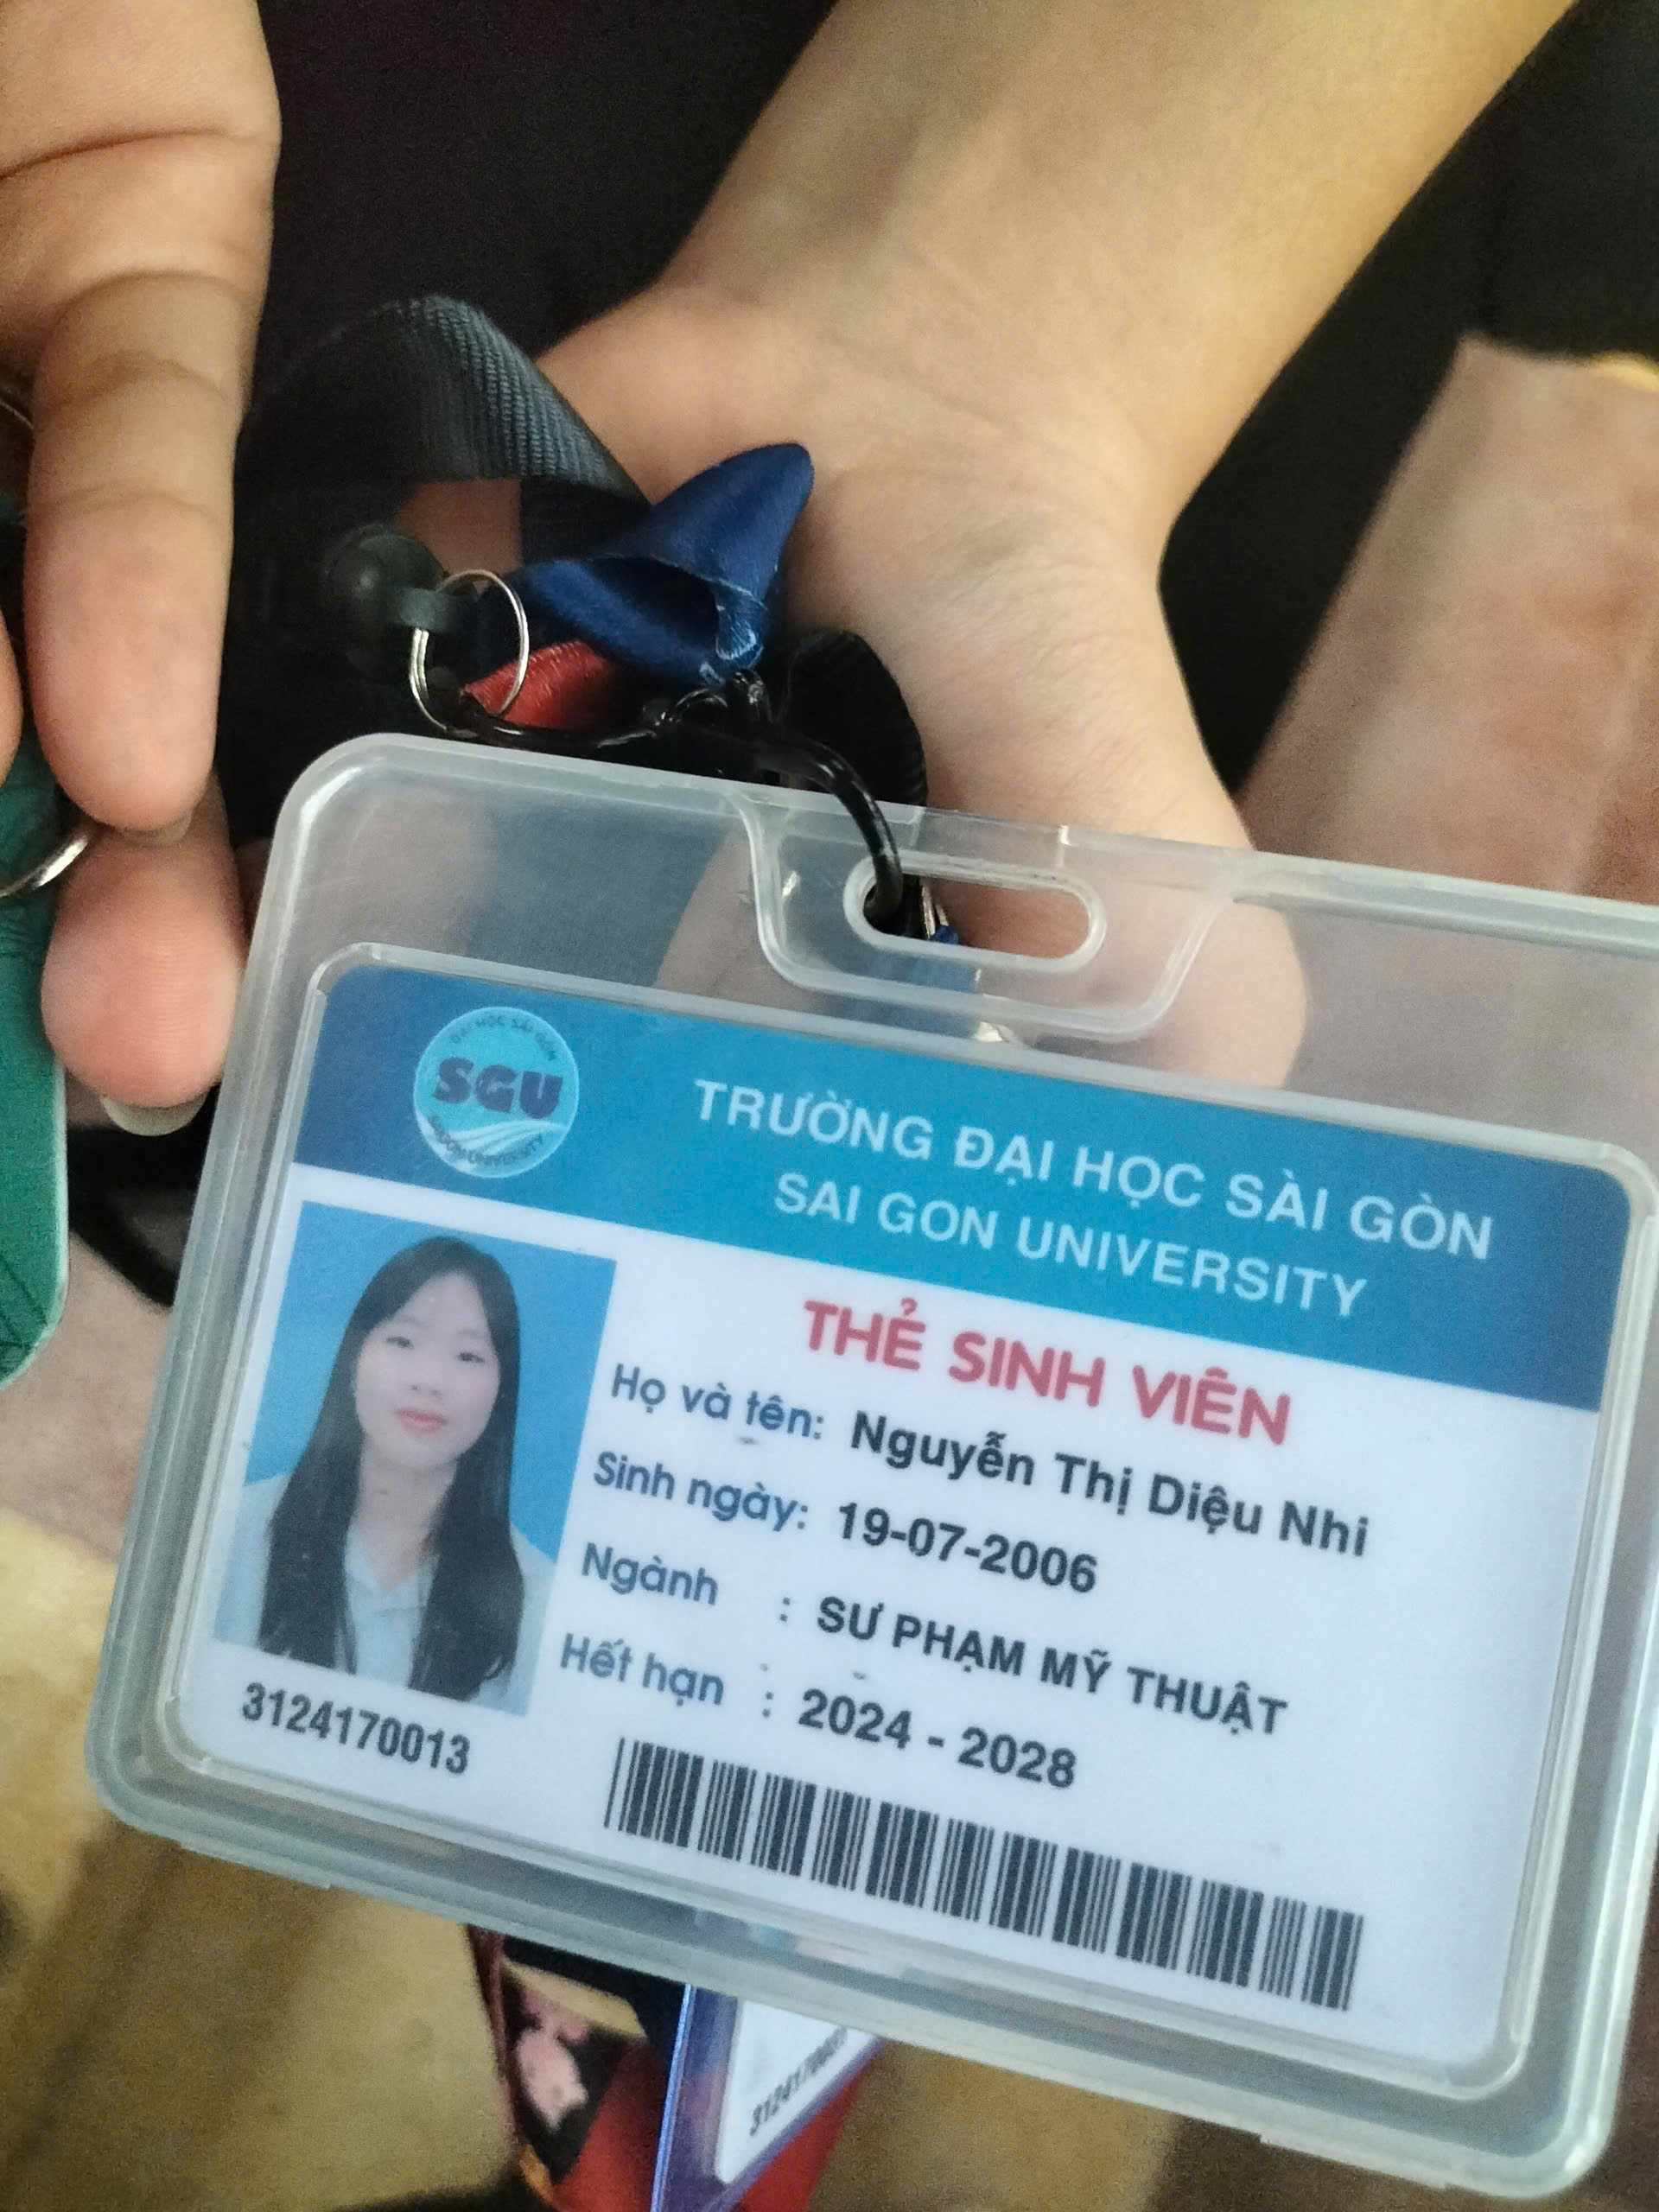 ĐẠI HỌC SÀI GÒN
SGU
SAIGON UNIVERSITY
TRƯỜNG ĐẠI HỌC SÀI GÒN
SAI GON UNIVERSITY
THẺ SINH VIÊN
Họ và tên: Nguyễn Thị Diệu Nhi
Sinh ngày: 19-07-2006
Ngành : SƯ PHẠM MỸ THUẬT
Hết hạn : 2024 - 2028
3124170013